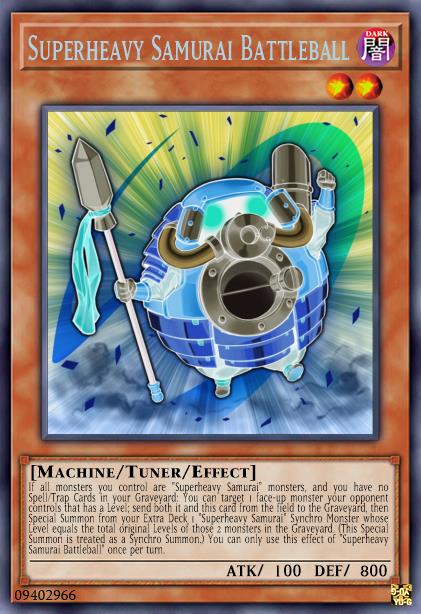 Superheavy Samurai Battleball
DARK
闇
[Machine/Tuner/Effect]
If all monsters you control are "Superheavy Samurai" monsters, and you have no
Spell/Trap Cards in your Graveyard: You can target 1 face-up monster your opponent
controls that has a Level; send both it and this card from the field to the Graveyard, then
Special Summon from your Extra Deck 1 "Superheavy Samurai" Synchro Monster whose
Level equals the total original Levels of those 2 monsters in the Graveyard. (This Special
Summon is treated as a Synchro Summon.) You can only use this effect of "Superheavy
Samurai Battleball" once per turn.
ATK/ 100 DEF/ 800
09402966